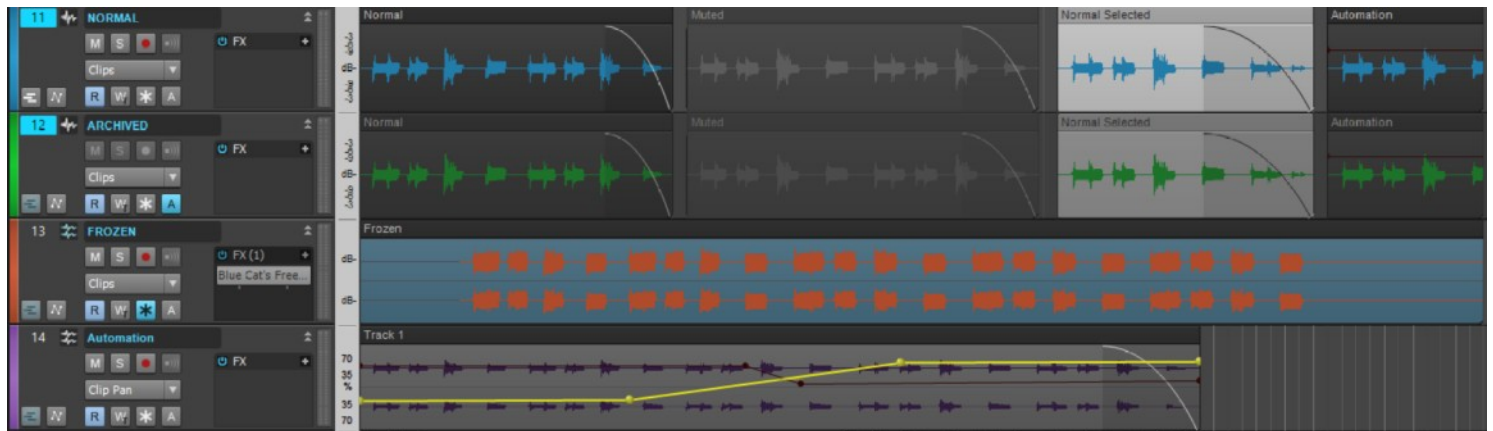 11 NORMAL
Normal Muted Normal Selected Automation
M S FX +
Clips
dB-
R W A
12 ARCHIVED
Normal Muted Normal Selected Automation
M S FX +
Clips
dB-
R W A
13 FROZEN
Frozen
M S FX (1) +
dB-
Blue Cat's Free...
Clips
R W A
dB-
14 Automation
Track 1
M S FX +
70
35
%
Clip Pan
R W A
35
70